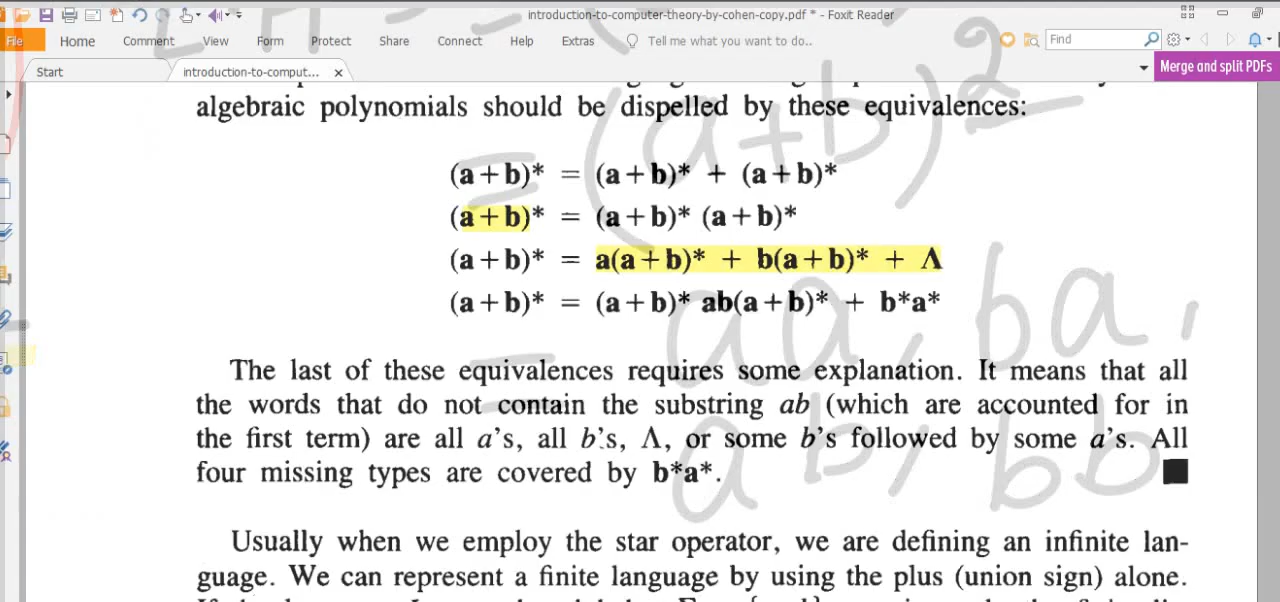 introduction-to-computer-theory-by-cohen-copy.pdf * - Foxit Reader
File Home Comment View Form Protect Share Connect Help Extras Tell me what you want to do.. Find
Start introduction-to-comput... × Merge and split PDFs
algebraic polynomials should be dispelled by these equivalences:
(a + b)* = (a + b)* + (a + b)*
(a + b)* = (a + b)* (a + b)*
(a + b)* = a(a + b)* + b(a + b)* + Λ
(a + b)* = (a + b)* ab(a + b)* + b*a*
The last of these equivalences requires some explanation. It means that all
the words that do not contain the substring ab (which are accounted for in
the first term) are all a's, all b's, Λ, or some b's followed by some a's. All
four missing types are covered by b*a*.
Usually when we employ the star operator, we are defining an infinite lan-
guage. We can represent a finite language by using the plus (union sign) alone.
= (a+b)2
= aa, ba,
ab, bb